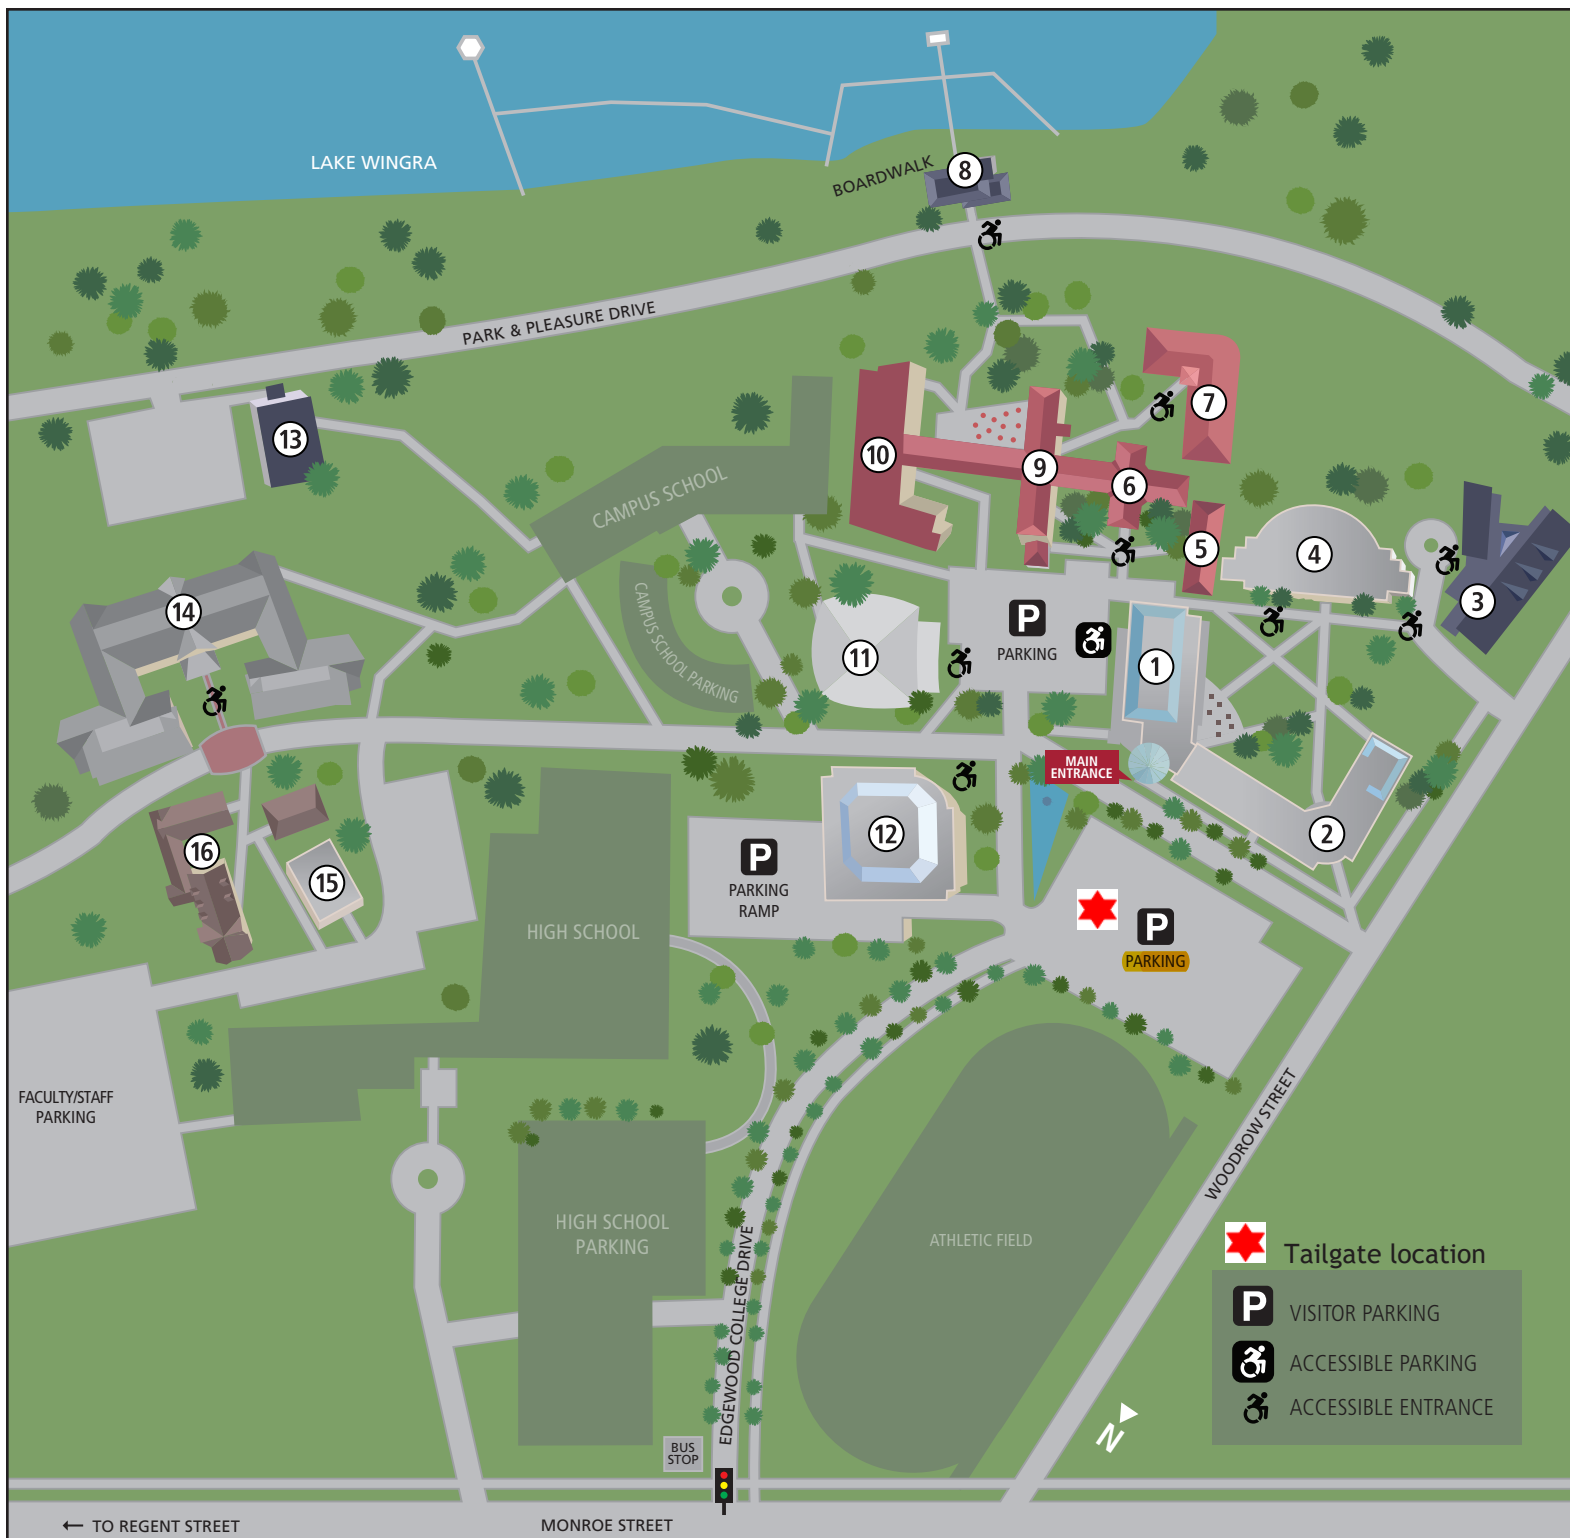 LAKE WINGRA
BOARDWALK
8
PARK & PLEASURE DRIVE
7
13
10
9
6
CAMPUS SCHOOL
5
4
3
14
CAMPUS SCHOOL PARKING
P
PARKING
11
1
MAIN
ENTRANCE
12
2
16
15
P
PARKING
RAMP
HIGH SCHOOL
P
PARKING
FACULTY/STAFF
PARKING
WOODROW STREET
HIGH SCHOOL
PARKING
ATHLETIC FIELD
EDGEWOOD COLLEGE DRIVE
Tailgate location
P VISITOR PARKING
ACCESSIBLE PARKING
ACCESSIBLE ENTRANCE
N
BUS
STOP
TO REGENT STREET
MONROE STREET